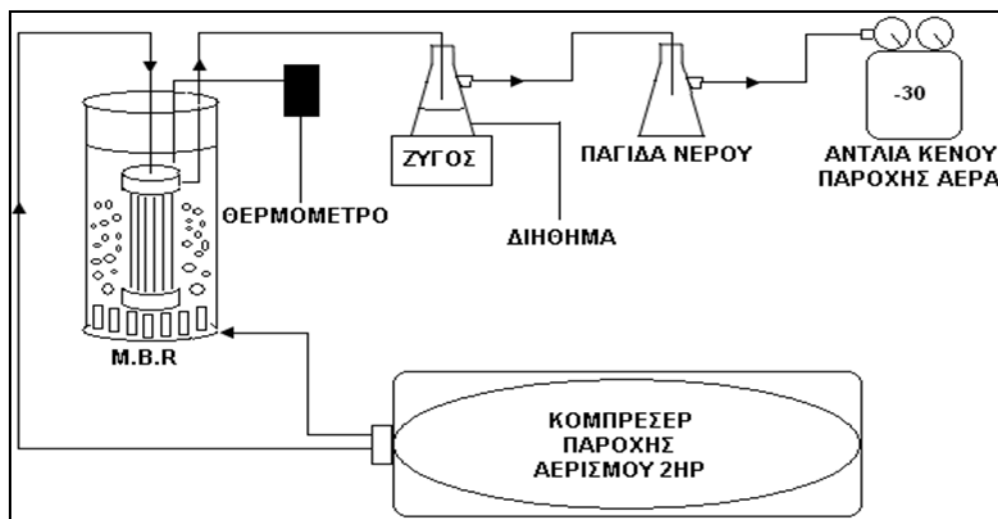 -30
ΖΥΓΟΣ
ΠΑΓΙΔΑ ΝΕΡΟΥ
ΑΝΤΛΙΑ ΚΕΝΟΥ
ΠΑΡΟΧΗΣ ΑΕΡΑ
ΘΕΡΜΟΜΕΤΡΟ
ΔΙΗΘΗΜΑ
M.B.R
ΚΟΜΠΡΕΣΕΡ
ΠΑΡΟΧΗΣ
ΑΕΡΙΣΜΟΥ 2HP